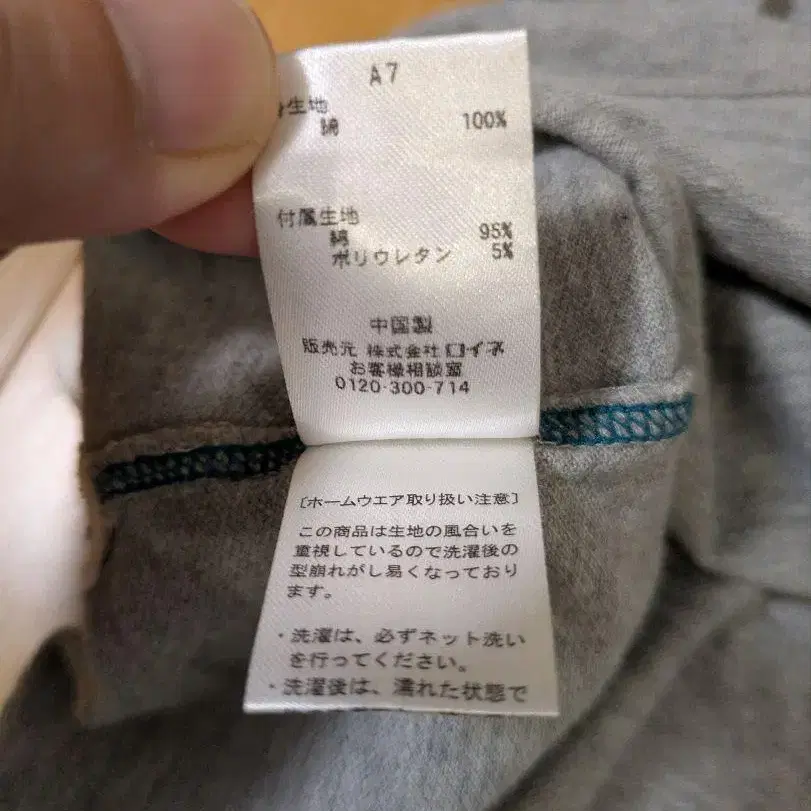 A7
身生地
綿 100%
付属生地
綿 95%
ポリウレタン 5%
中国製
販売元 株式会社 ロイネ
お客様相談室
0120-300-714
[ホームウエア取り扱い注意]
この商品は生地の風合いを
重視しているので洗濯後の
型崩れがし易くなっており
ます。
・洗濯は、必ずネット洗い
を行ってください。
・洗濯後は、濡れた状態で